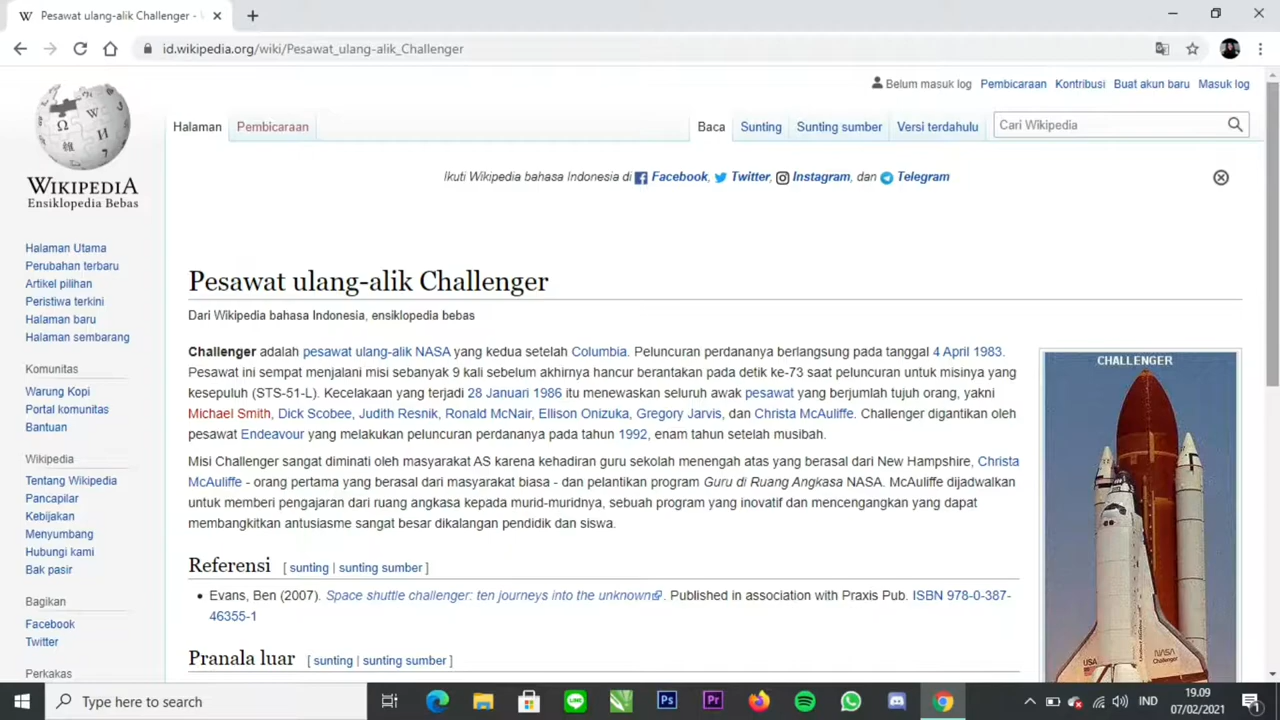 Pesawat ulang-alik Challenger -
id.wikipedia.org/wiki/Pesawat_ulang-alik_Challenger
Belum masuk log Pembicaraan Kontribusi Buat akun baru Masuk log
Halaman Pembicaraan Baca Sunting Sunting sumber Versi terdahulu Cari Wikipedia
WIKIPEDIA
Ensiklopedia Bebas
Ikuti Wikipedia bahasa Indonesia di Facebook, Twitter, Instagram, dan Telegram
Halaman Utama
Perubahan terbaru
Artikel pilihan
Peristiwa terkini
Halaman baru
Halaman sembarang
Komunitas
Warung Kopi
Portal komunitas
Bantuan
Wikipedia
Tentang Wikipedia
Pancapilar
Kebijakan
Menyumbang
Hubungi kami
Bak pasir
Bagikan
Facebook
Twitter
Perkakas
Pesawat ulang-alik Challenger
Dari Wikipedia bahasa Indonesia, ensiklopedia bebas
Challenger adalah pesawat ulang-alik NASA yang kedua setelah Columbia. Peluncuran perdananya berlangsung pada tanggal 4 April 1983.
Pesawat ini sempat menjalani misi sebanyak 9 kali sebelum akhirnya hancur berantakan pada detik ke-73 saat peluncuran untuk misinya yang
kesepuluh (STS-51-L). Kecelakaan yang terjadi 28 Januari 1986 itu menewaskan seluruh awak pesawat yang berjumlah tujuh orang, yakni
Michael Smith, Dick Scobee, Judith Resnik, Ronald McNair, Ellison Onizuka, Gregory Jarvis, dan Christa McAuliffe. Challenger digantikan oleh
pesawat Endeavour yang melakukan peluncuran perdananya pada tahun 1992, enam tahun setelah musibah.
Misi Challenger sangat diminati oleh masyarakat AS karena kehadiran guru sekolah menengah atas yang berasal dari New Hampshire, Christa
McAuliffe - orang pertama yang berasal dari masyarakat biasa - dan pelantikan program Guru di Ruang Angkasa NASA. McAuliffe dijadwalkan
untuk memberi pengajaran dari ruang angkasa kepada murid-muridnya, sebuah program yang inovatif dan mencengangkan yang dapat
membangkitkan antusiasme sangat besar dikalangan pendidik dan siswa.
Referensi [ sunting | sunting sumber ]
Evans, Ben (2007). Space shuttle challenger: ten journeys into the unknown. Published in association with Praxis Pub. ISBN 978-0-387-
46355-1
Pranala luar [ sunting | sunting sumber ]
CHALLENGER
USA
NASA
Challenger
Type here to search
IND
19.09
07/02/2021